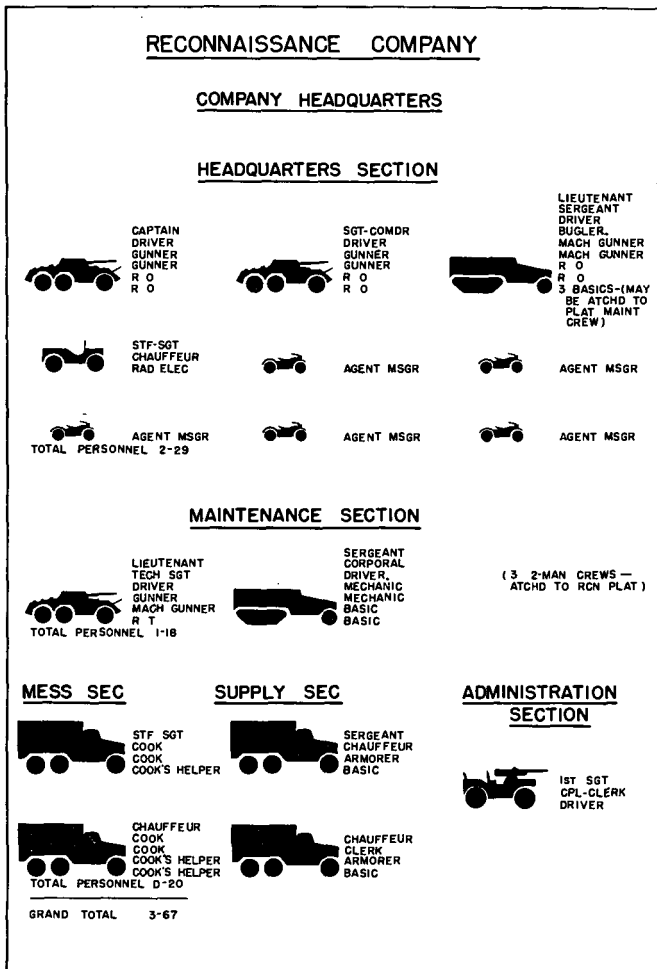 RECONNAISSANCE COMPANY
COMPANY HEADQUARTERS
HEADQUARTERS SECTION
CAPTAIN
DRIVER
GUNNER
GUNNER
R O
R O
SGT-COMDR
DRIVER
GUNNER
GUNNER
R O
R O
LIEUTENANT
SERGEANT
DRIVER
BUGLER.
MACH GUNNER
MACH GUNNER
R O
R O
3 BASICS-(MAY
BE ATCHD TO
PLAT MAINT
CREW)
STF-SGT
CHAUFFEUR
RAD ELEC
AGENT MSGR
AGENT MSGR
AGENT MSGR
AGENT MSGR
AGENT MSGR
TOTAL PERSONNEL 2-29
MAINTENANCE SECTION
LIEUTENANT
TECH SGT
DRIVER
GUNNER
MACH GUNNER
R T
SERGEANT
CORPORAL
DRIVER.
MECHANIC
MECHANIC
BASIC
BASIC
(3 2-MAN CREWS —
ATCHD TO RCN PLAT)
TOTAL PERSONNEL 1-18
MESS SEC
STF SGT
COOK
COOK
COOK'S HELPER
CHAUFFEUR
COOK
COOK
COOK'S HELPER
COOK'S HELPER
SUPPLY SEC
SERGEANT
CHAUFFEUR
ARMORER
BASIC
CHAUFFEUR
CLERK
ARMORER
BASIC
ADMINISTRATION
SECTION
1ST SGT
CPL-CLERK
DRIVER
TOTAL PERSONNEL D-20
GRAND TOTAL 3-67